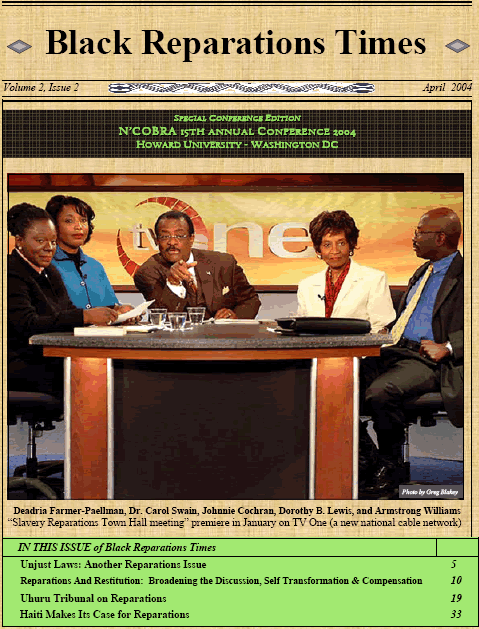 Black Reparations Times
Volume 2, Issue 2
April 2004
Special Conference Edition
N'COBRA 15th annual Conference 2004
Howard University - Washington DC
tv one
Photo by Greg Blakey
Deadria Farmer-Paellman, Dr. Carol Swain, Johnnie Cochran, Dorothy B. Lewis, and Armstrong Williams
“Slavery Reparations Town Hall meeting” premiere in January on TV One (a new national cable network)
IN THIS ISSUE of Black Reparations Times
Unjust Laws: Another Reparations Issue 5
Reparations And Restitution: Broadening the Discussion, Self Transformation & Compensation 10
Uhuru Tribunal on Reparations 19
Haiti Makes Its Case for Reparations 33